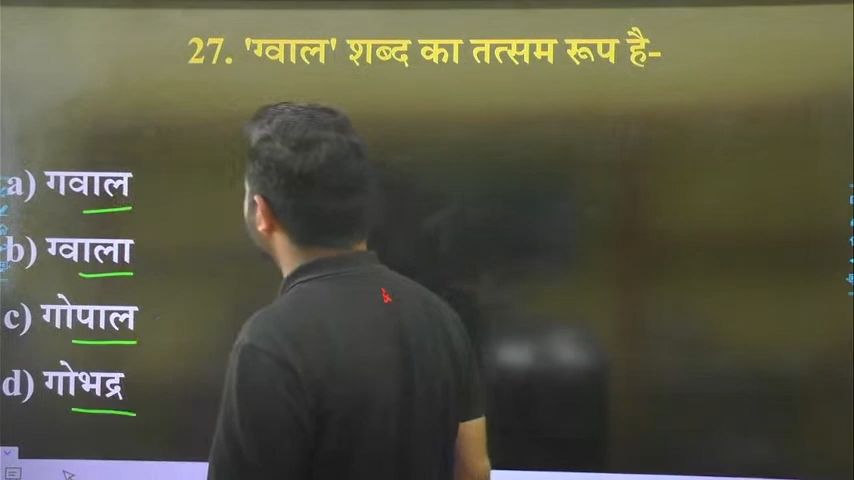 27. 'ग्वाल' शब्द का तत्सम रूप है-
a) गवाल
b) ग्वाला
c) गोपाल
d) गोभद्र